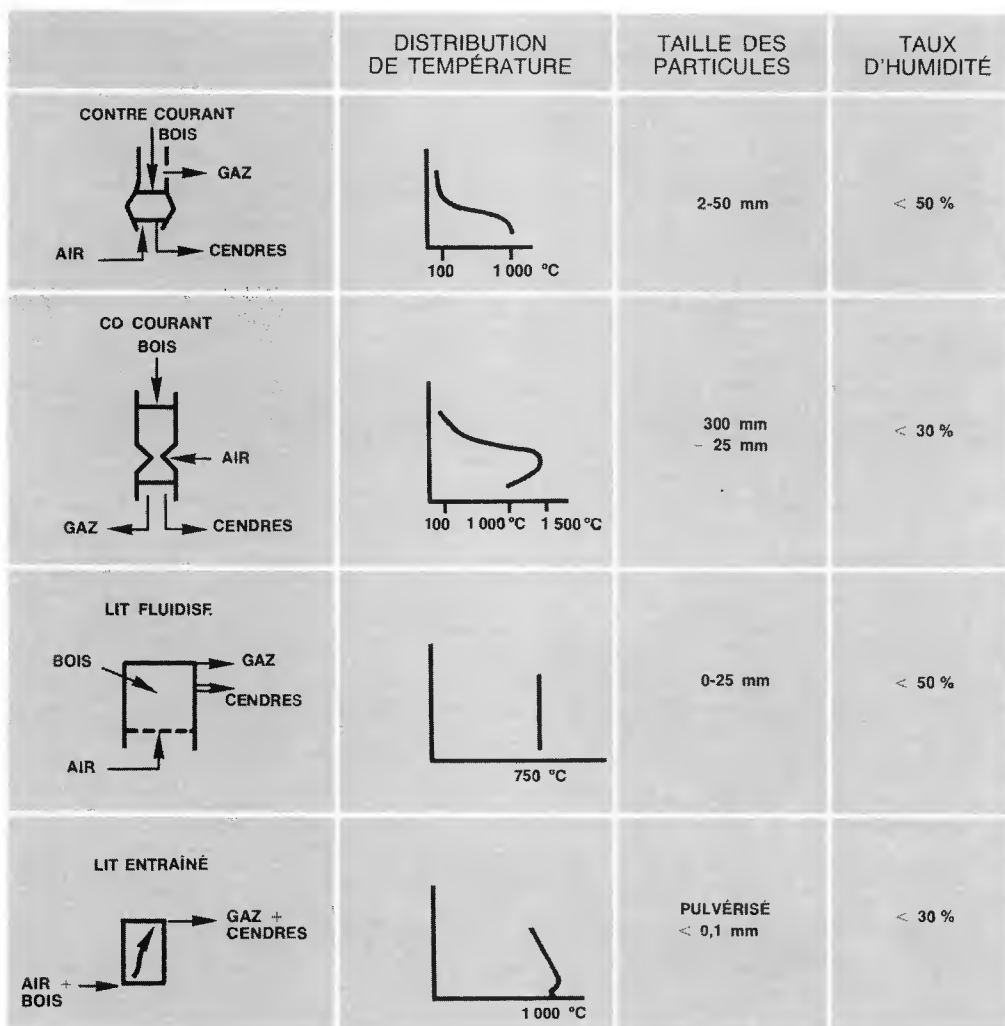 DISTRIBUTION
DE TEMPÉRATURE
TAILLE DES
PARTICULES
TAUX
D'HUMIDITÉ
CONTRE COURANT
BOIS
GAZ
AIR
CENDRES
100
1 000 °C
2-50 mm
< 50 %
CO COURANT
BOIS
AIR
GAZ
CENDRES
100
1 000 °C
1 500 °C
300 mm
- 25 mm
< 30 %
LIT FLUIDISÉ
BOIS
GAZ
CENDRES
AIR
750 °C
0-25 mm
< 50 %
LIT ENTRAÎNÉ
GAZ +
CENDRES
AIR +
BOIS
1 000 °C
PULVÉRISÉ
< 0,1 mm
< 30 %